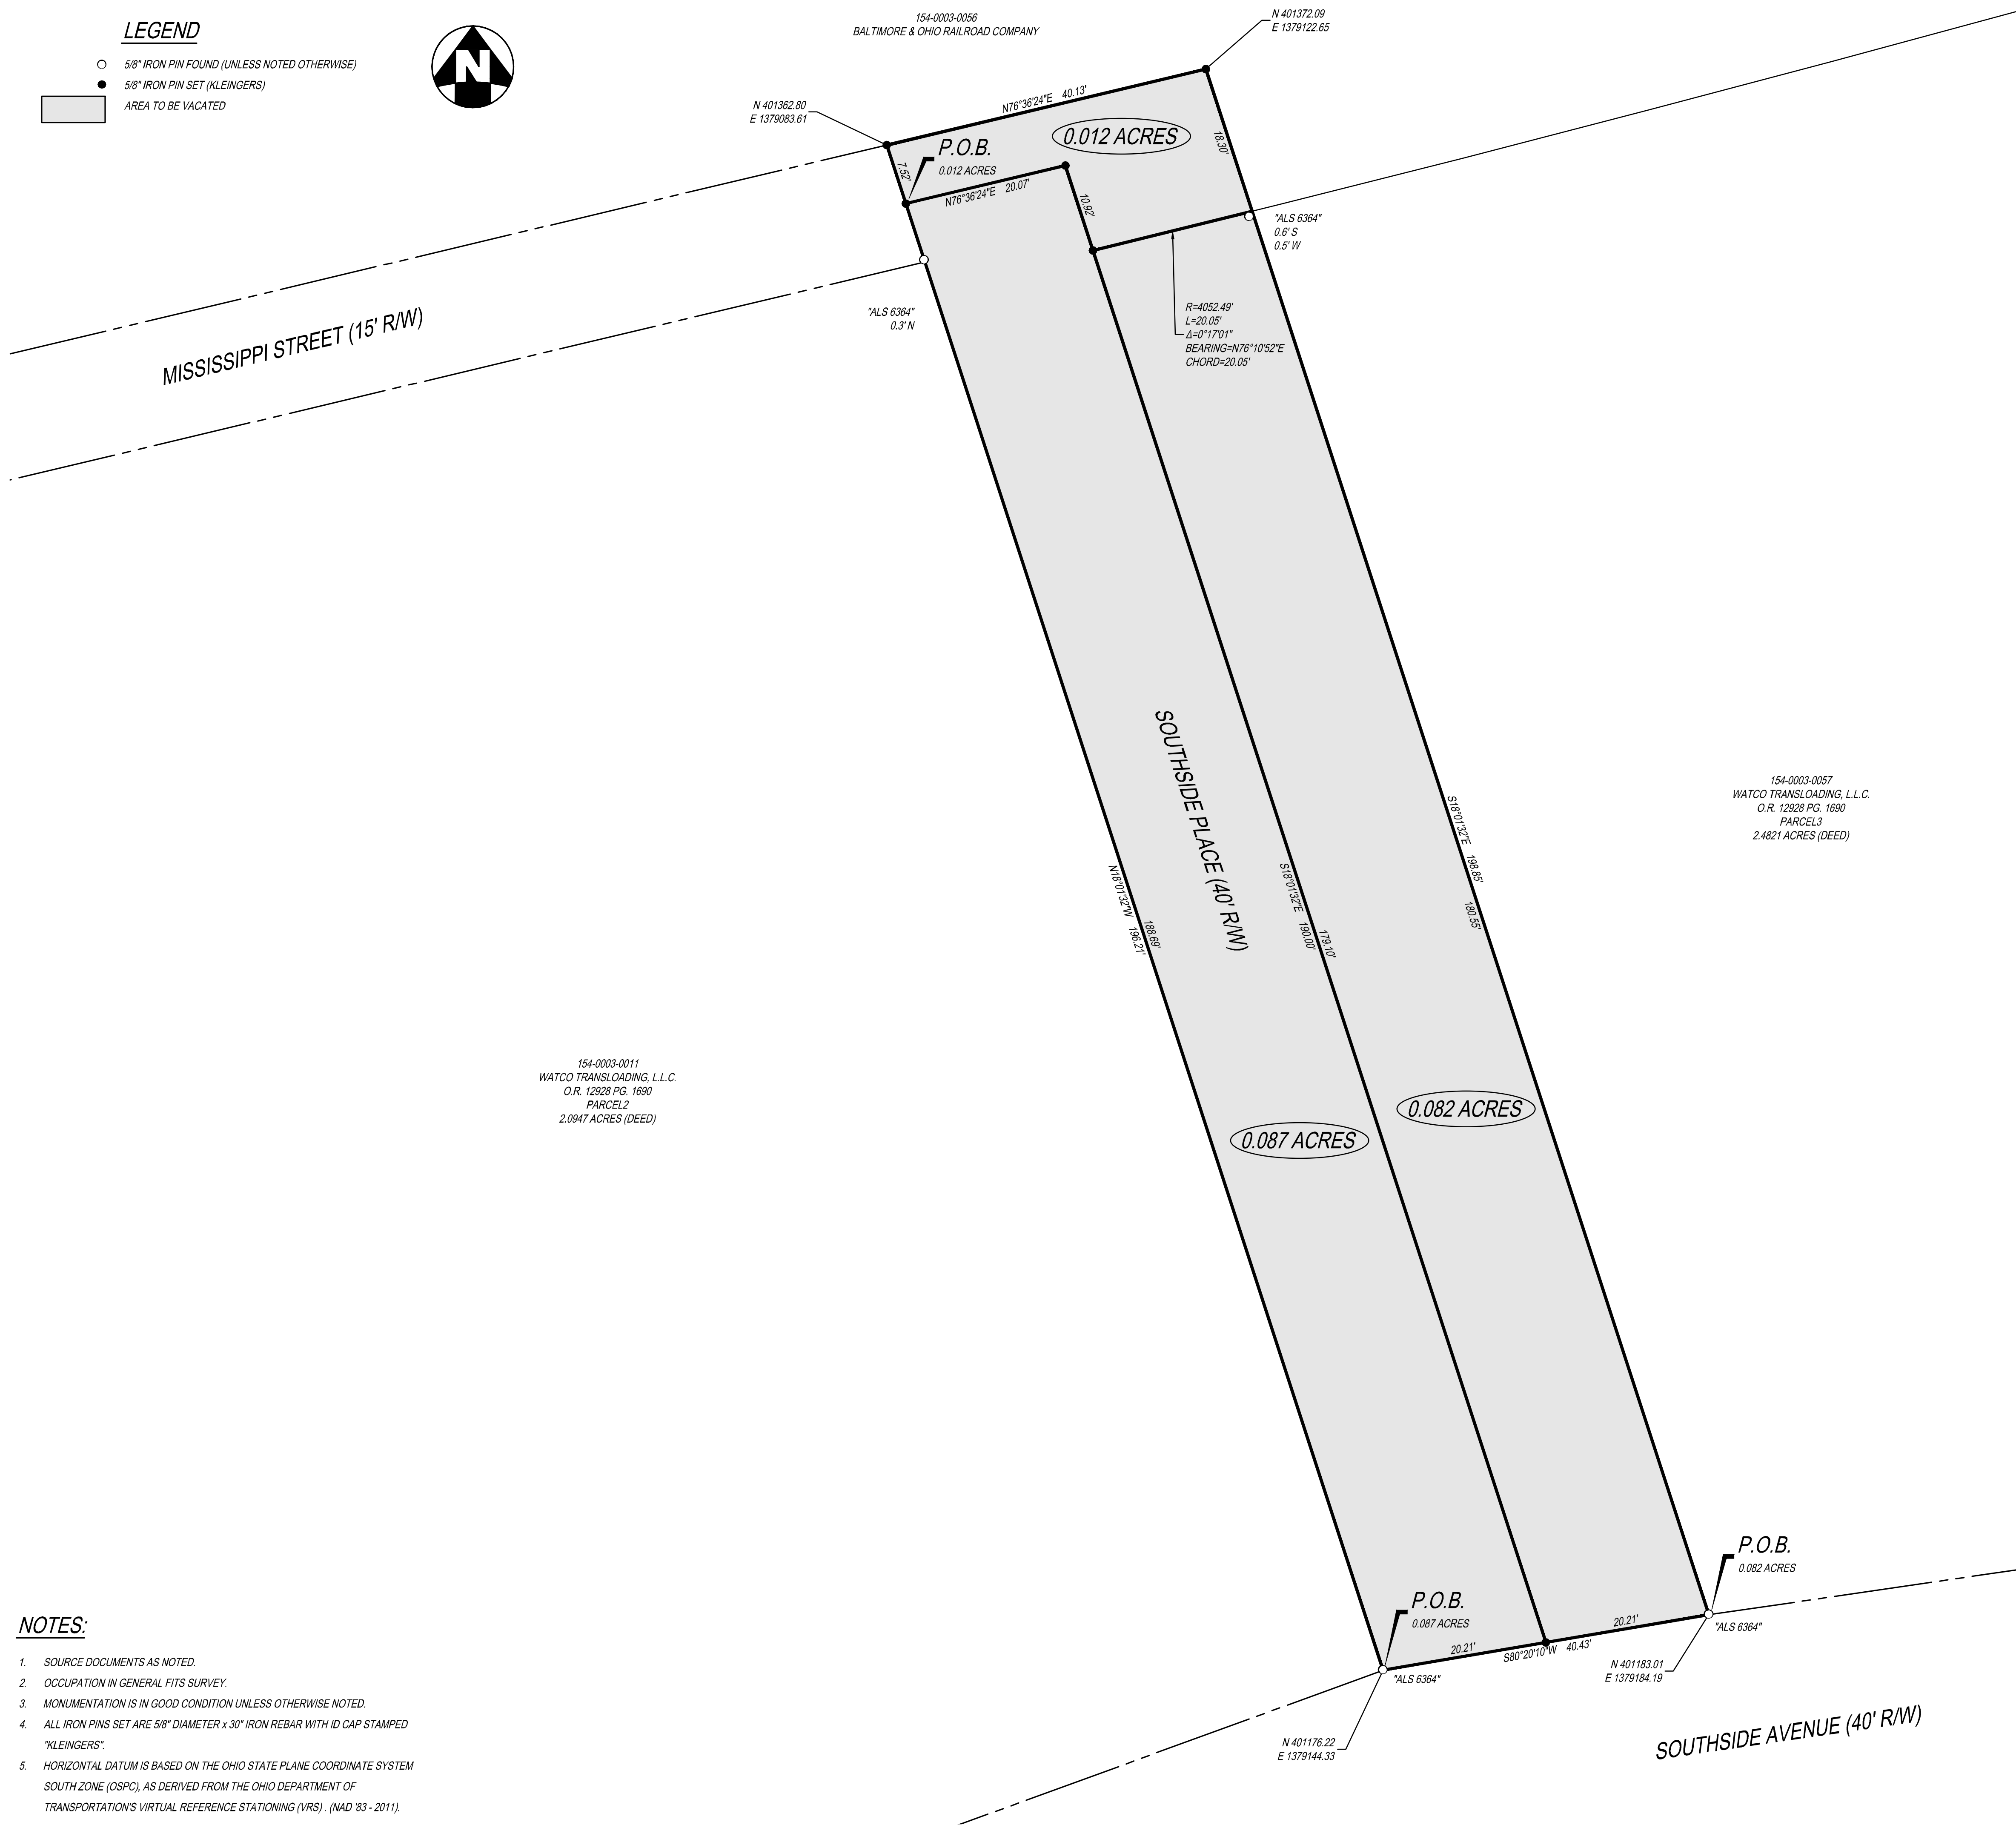 LEGEND
5/8" IRON PIN FOUND (UNLESS NOTED OTHERWISE)
5/8" IRON PIN SET (KLEINGERS)
AREA TO BE VACATED
N
154-0003-0056
BALTIMORE & OHIO RAILROAD COMPANY
N 401372.09
E 1379122.65
N 401362.80
E 1379083.61
N76°36'24"E 40.13'
0.012 ACRES
18.30'
P.O.B.
0.012 ACRES
7.52'
N76°36'24"E 20.07'
10.92'
"ALS 6364"
0.6' S
0.5' W
"ALS 6364"
0.3' N
R=4052.49'
L=20.05'
Δ=0°17'01"
BEARING=N76°10'52"E
CHORD=20.05'
MISSISSIPPI STREET (15' R/W)
SOUTHSIDE PLACE (40' R/W)
154-0003-0057
WATCO TRANSLOADING, L.L.C.
O.R. 12928 PG. 1690
PARCEL3
2.4821 ACRES (DEED)
S18°01'32"E 198.85'
180.55'
S18°01'32"E 190.00'
179.10'
N18°01'32"W 196.21'
188.69'
154-0003-0011
WATCO TRANSLOADING, L.L.C.
O.R. 12928 PG. 1690
PARCEL2
2.0947 ACRES (DEED)
0.082 ACRES
0.087 ACRES
P.O.B.
0.082 ACRES
P.O.B.
0.087 ACRES
20.21'
20.21'
S80°20'10"W 40.43'
"ALS 6364"
"ALS 6364"
N 401183.01
E 1379184.19
N 401176.22
E 1379144.33
SOUTHSIDE AVENUE (40' R/W)
NOTES:
1. SOURCE DOCUMENTS AS NOTED.
2. OCCUPATION IN GENERAL FITS SURVEY.
3. MONUMENTATION IS IN GOOD CONDITION UNLESS OTHERWISE NOTED.
4. ALL IRON PINS SET ARE 5/8" DIAMETER x 30" IRON REBAR WITH ID CAP STAMPED
"KLEINGERS".
5. HORIZONTAL DATUM IS BASED ON THE OHIO STATE PLANE COORDINATE SYSTEM
SOUTH ZONE (OSPC), AS DERIVED FROM THE OHIO DEPARTMENT OF
TRANSPORTATION'S VIRTUAL REFERENCE STATIONING (VRS) . (NAD '83 - 2011).